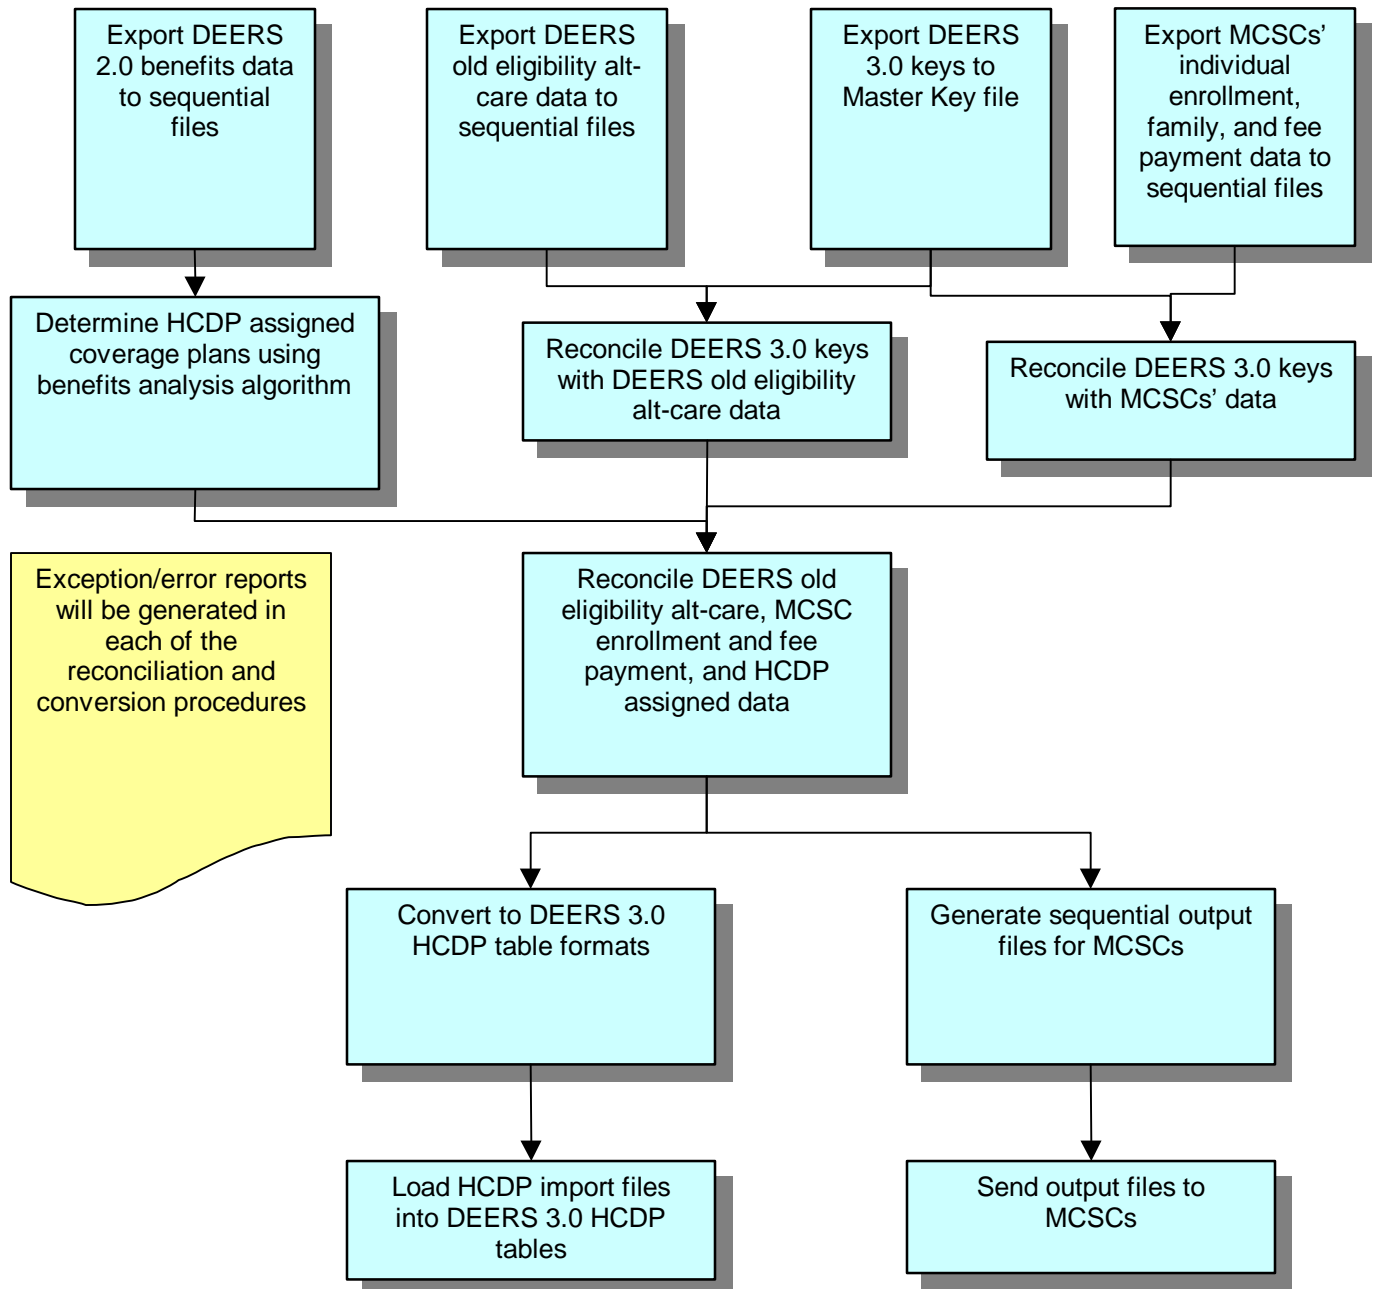 Export DEERS
2.0 benefits data
to sequential
files
Export DEERS
old eligibility alt-
care data to
sequential files
Export DEERS
3.0 keys to
Master Key file
Export MCSCs’
individual
enrollment,
family, and fee
payment data to
sequential files
Determine HCDP assigned
coverage plans using
benefits analysis algorithm
Reconcile DEERS 3.0 keys
with DEERS old eligibility
alt-care data
Reconcile DEERS 3.0 keys
with MCSCs’ data
Exception/error reports
will be generated in
each of the
reconciliation and
conversion procedures
Reconcile DEERS old
eligibility alt-care, MCSC
enrollment and fee
payment, and HCDP
assigned data
Convert to DEERS 3.0
HCDP table formats
Generate sequential output
files for MCSCs
Load HCDP import files
into DEERS 3.0 HCDP
tables
Send output files to
MCSCs